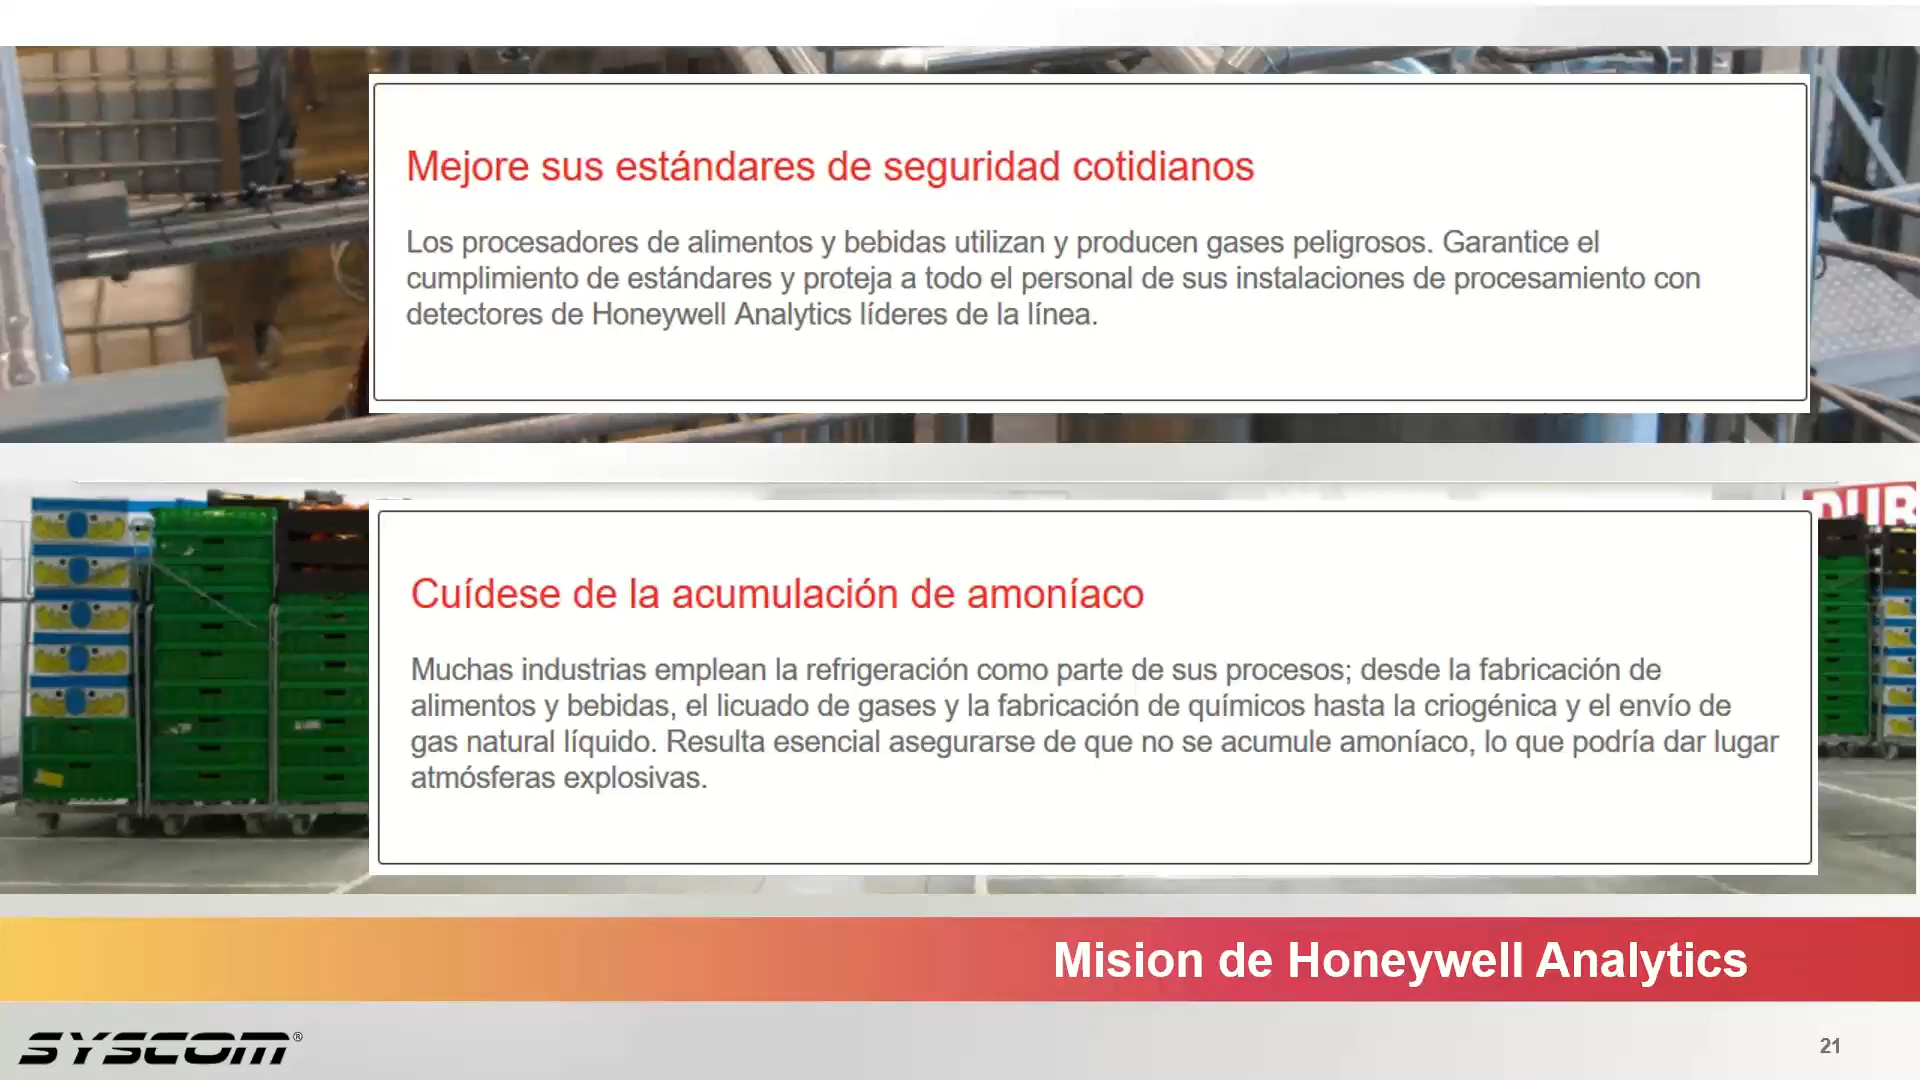 Mejore sus estándares de seguridad cotidianos
Los procesadores de alimentos y bebidas utilizan y producen gases peligrosos. Garantice el
cumplimiento de estándares y proteja a todo el personal de sus instalaciones de procesamiento con
detectores de Honeywell Analytics líderes de la línea.
DUR
Cuídese de la acumulación de amoníaco
Muchas industrias emplean la refrigeración como parte de sus procesos; desde la fabricación de
alimentos y bebidas, el licuado de gases y la fabricación de químicos hasta la criogénica y el envío de
gas natural líquido. Resulta esencial asegurarse de que no se acumule amoníaco, lo que podría dar lugar
atmósferas explosivas.
Mision de Honeywell Analytics
SYSCOM®
21